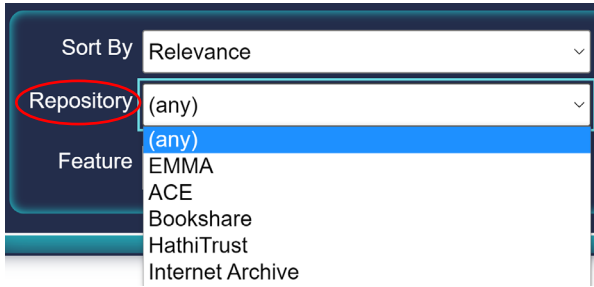 Sort By Relevance
Repository (any)
(any)
Feature EMMA
ACE
Bookshare
HathiTrust
Internet Archive